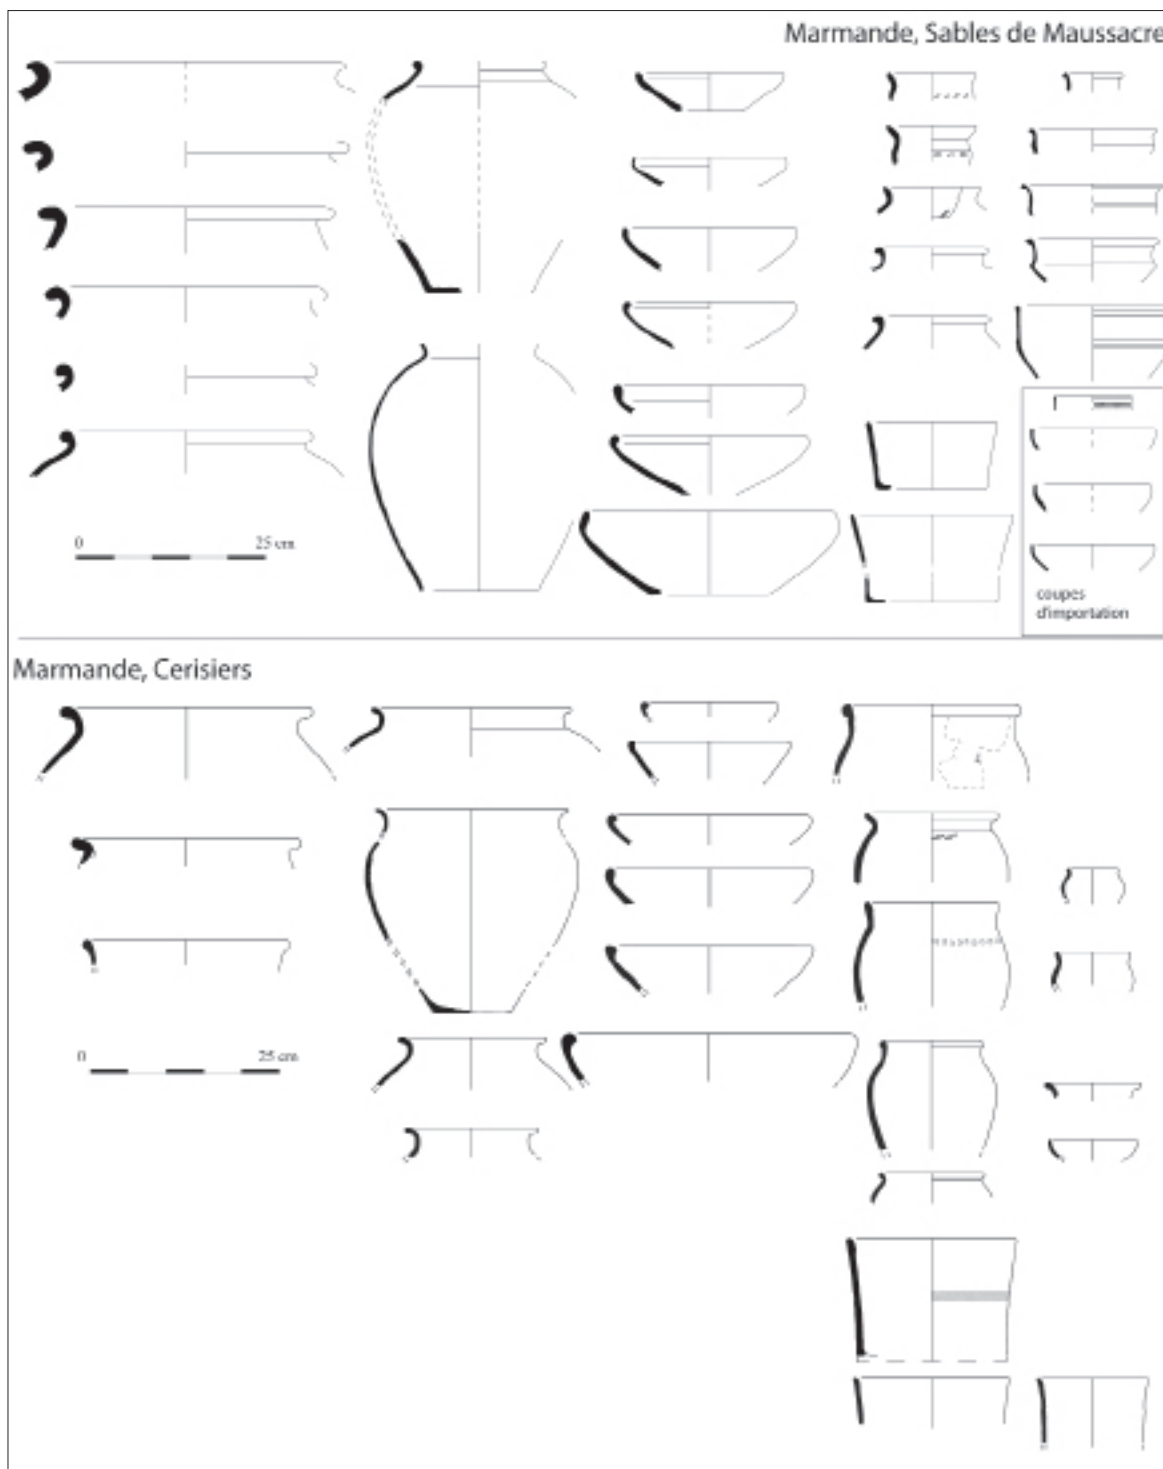 Marmande, Sables de Maussacre
0 25 cm
coupes
d'importation
Marmande, Cerisiers
0 25 cm